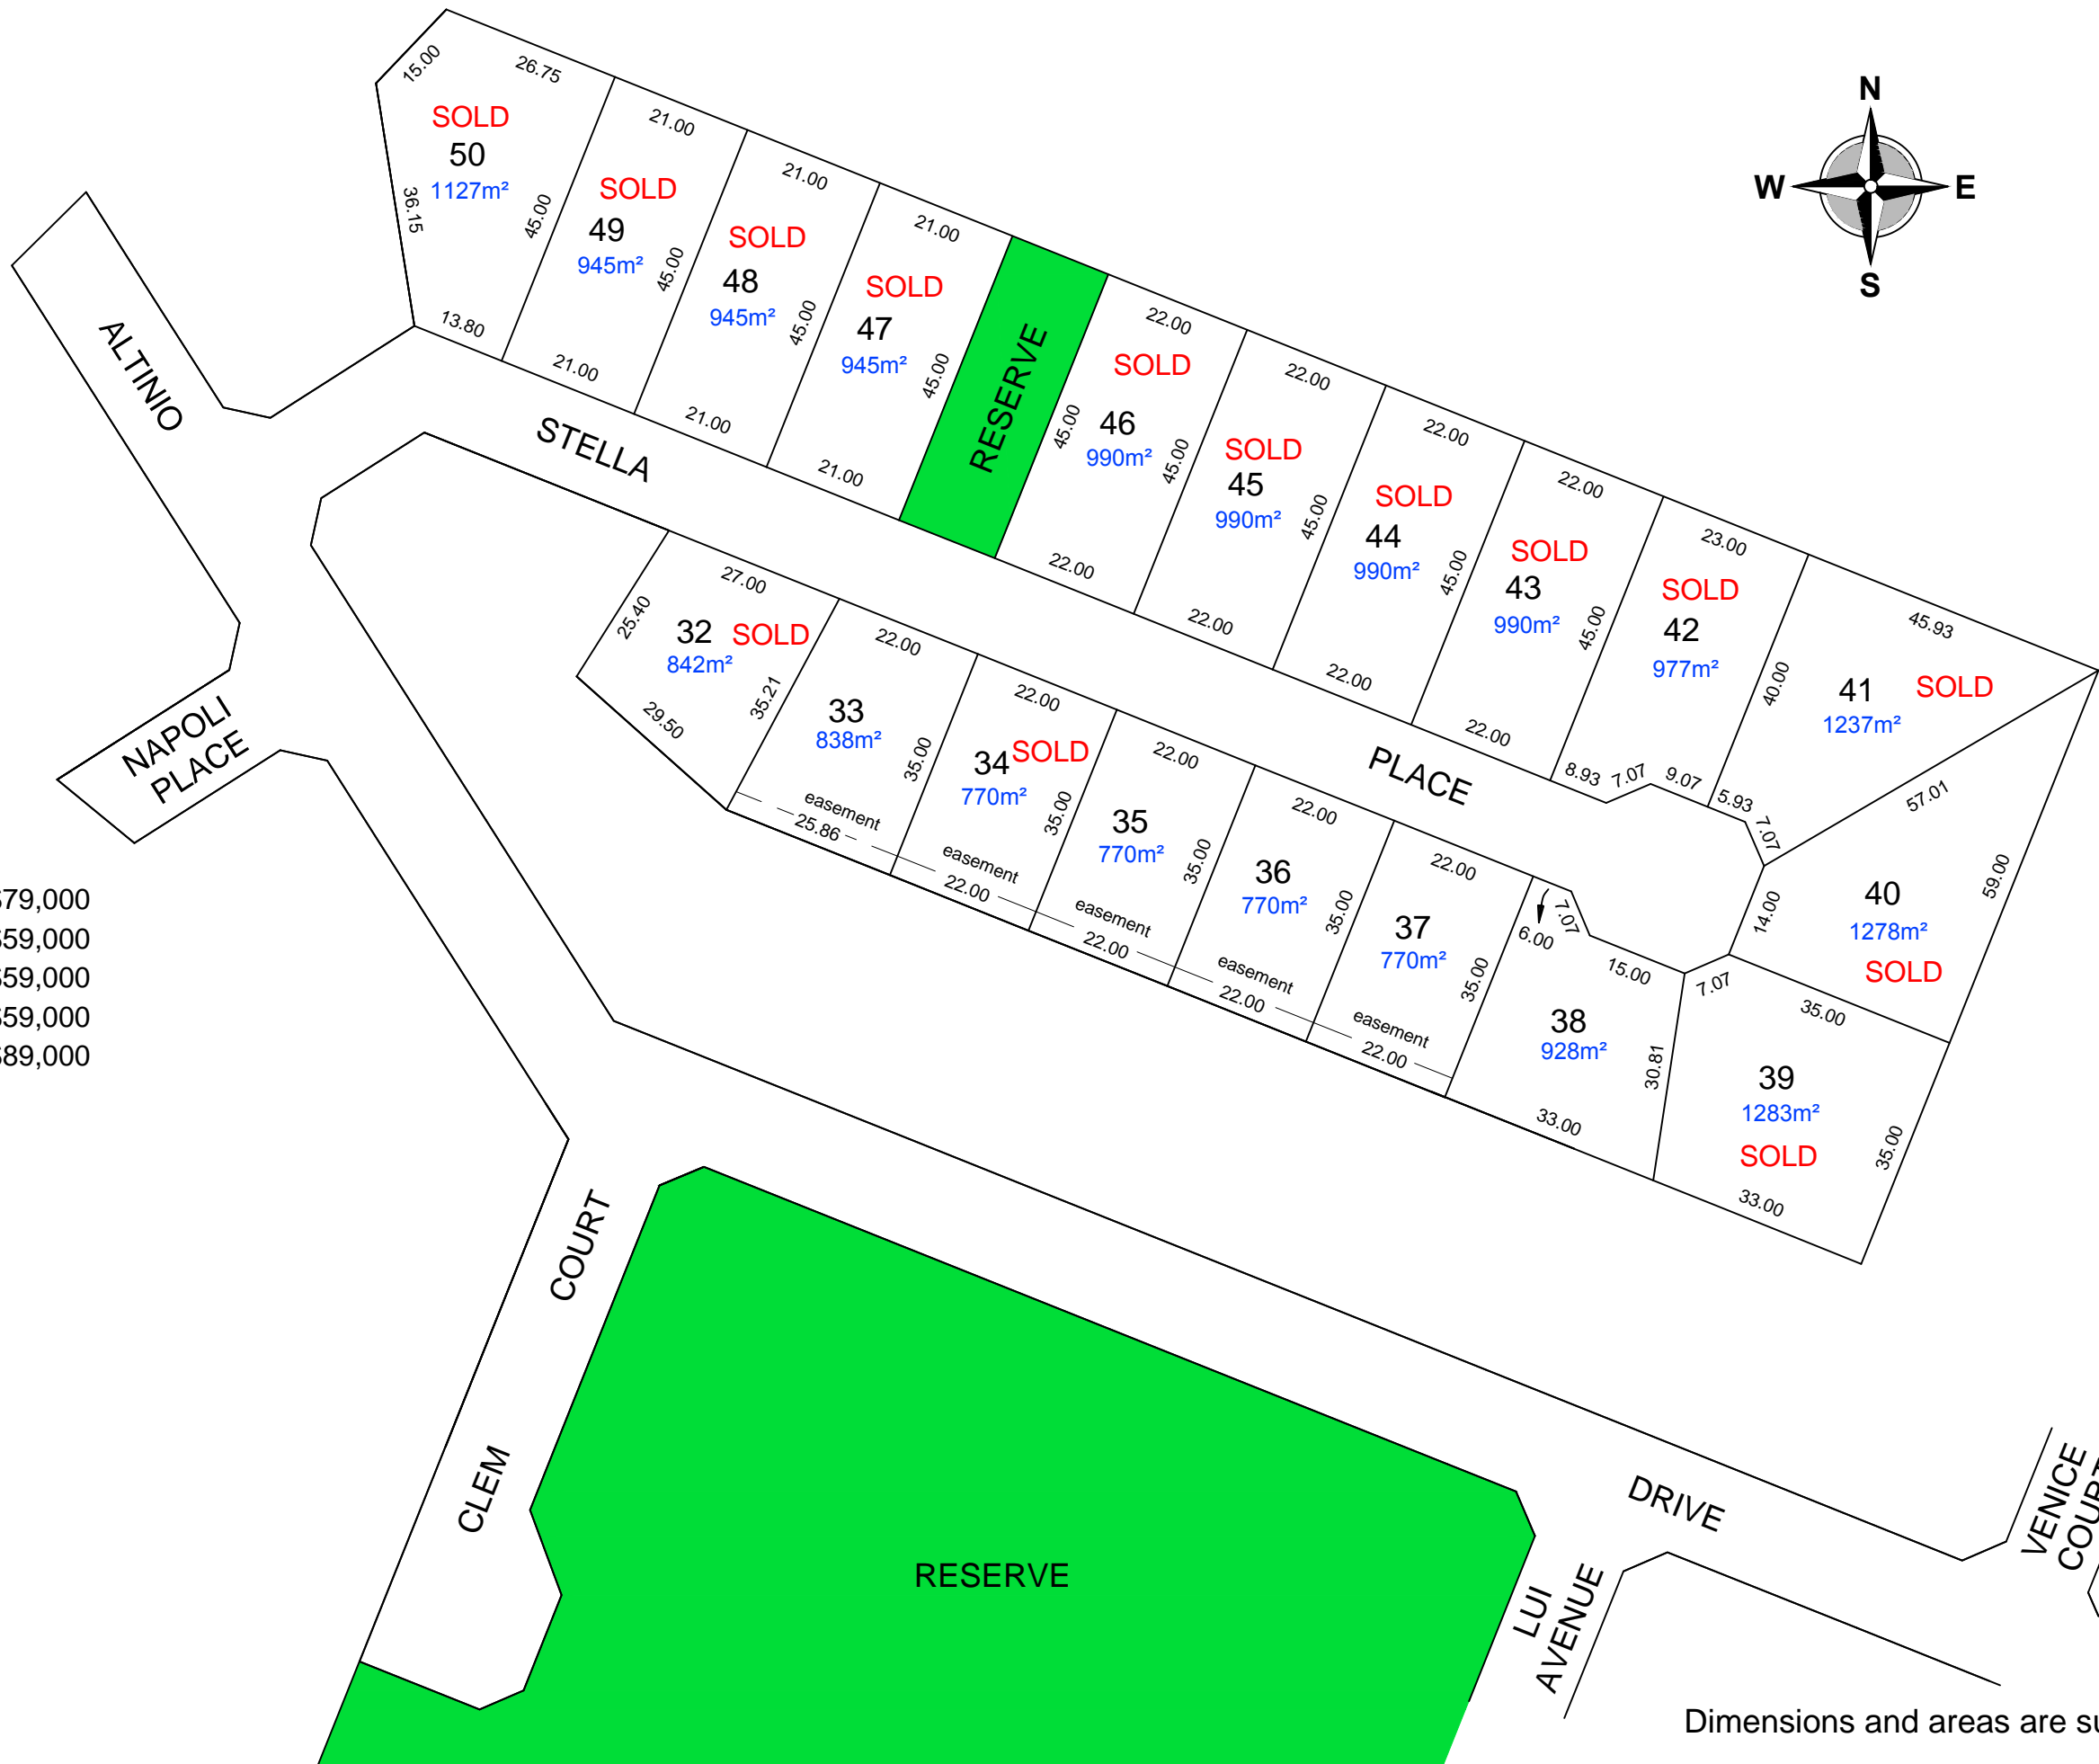 N
W
E
S
15.00
26.75
SOLD
50
1127m²
36.15
45.00
13.80
21.00
SOLD
49
945m²
45.00
21.00
21.00
SOLD
48
945m²
45.00
21.00
21.00
SOLD
47
945m²
45.00
21.00
RESERVE
22.00
SOLD
46
990m²
45.00
45.00
22.00
22.00
SOLD
45
990m²
45.00
22.00
22.00
SOLD
44
990m²
45.00
22.00
22.00
SOLD
43
990m²
45.00
22.00
23.00
SOLD
42
977m²
40.00
8.93
7.07
9.07
45.93
41
SOLD
1237m²
5.93
7.07
57.01
40
1278m²
SOLD
59.00
14.00
35.00
7.07
39
1283m²
SOLD
35.00
33.00
ALTINIO
STELLA
PLACE
NAPOLI
PLACE
27.00
25.40
32
SOLD
842m²
35.21
29.50
22.00
33
838m²
35.00
easement
25.86
22.00
34
SOLD
770m²
35.00
easement
22.00
22.00
35
770m²
35.00
easement
22.00
22.00
36
770m²
35.00
easement
22.00
22.00
37
770m²
35.00
easement
22.00
6.00
7.07
15.00
38
928m²
30.81
33.00
79,000
59,000
59,000
59,000
89,000
CLEM
COURT
RESERVE
DRIVE
LUI
AVENUE
VENICE
Dimensions and areas are